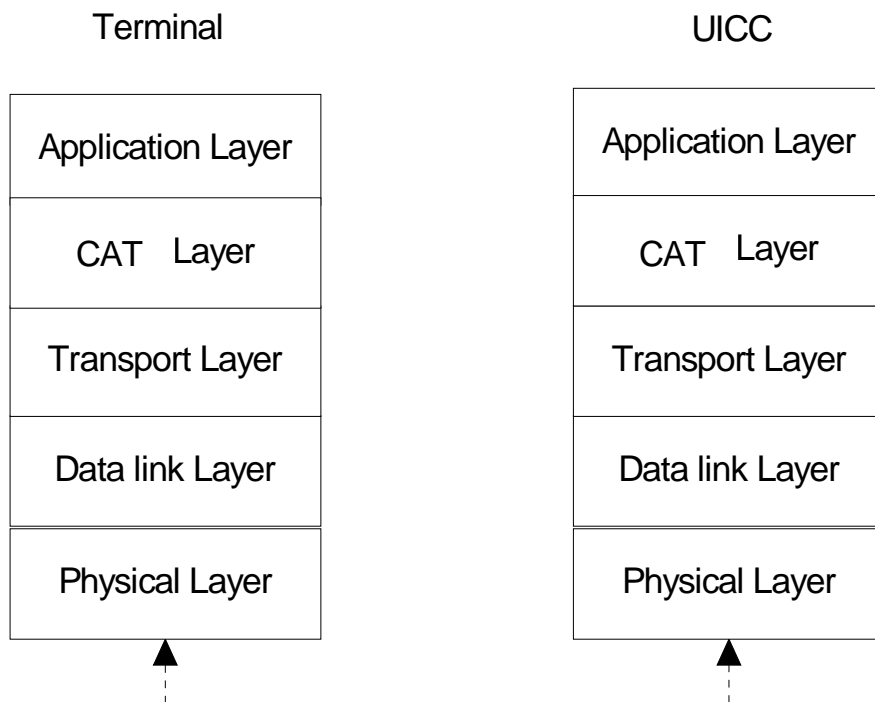 Terminal
UICC
Application Layer
CAT Layer
Transport Layer
Data link Layer
Physical Layer
Application Layer
CAT Layer
Transport Layer
Data link Layer
Physical Layer